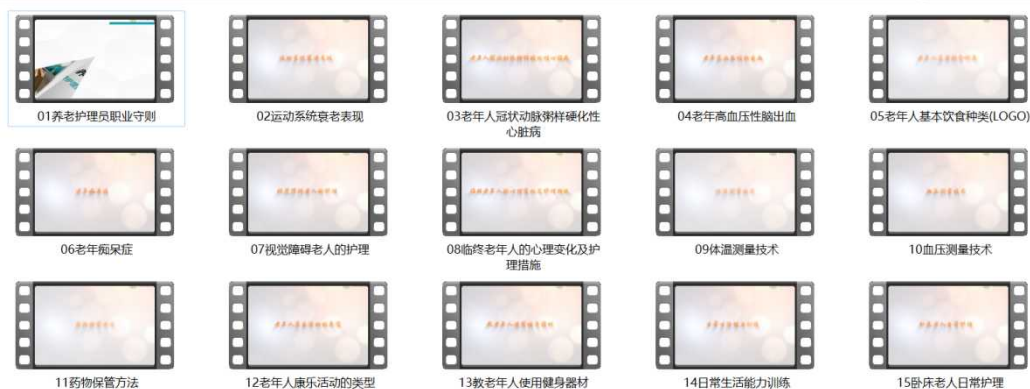 01养老护理员职业守则
02运动系统衰老表现
03老年人冠状动脉粥样硬化性
心脏病
04老年高血压性脑出血
05老年人基本饮食种类(LOGO)
06老年痴呆症
07视觉障碍老人的护理
08临终老年人的心理变化及护
理措施
09体温测量技术
10血压测量技术
11药物保管方法
12老年人康乐活动的类型
13教老年人使用健身器材
14日常生活能力训练
15卧床老人日常护理